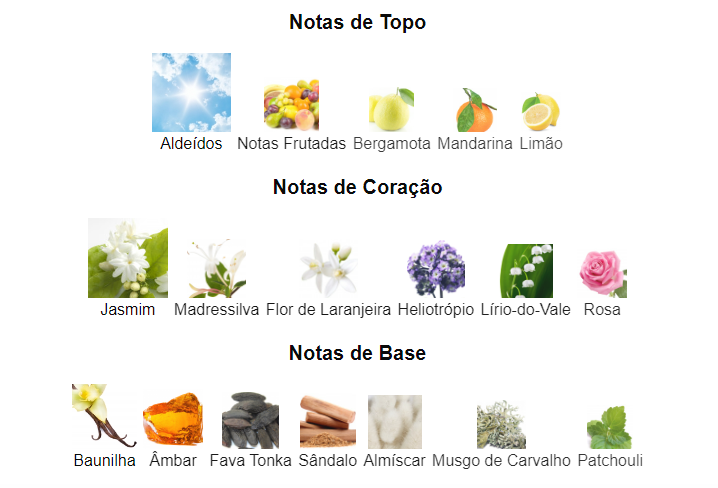 Notas de Topo
Aldeídos Notas Frutadas Bergamota Mandarina Limão
Notas de Coração
Jasmim Madressilva Flor de Laranjeira Heliotrópio Lírio-do-Vale Rosa
Notas de Base
Baunilha Âmbar Fava Tonka Sândalo Almíscar Musgo de Carvalho Patchouli